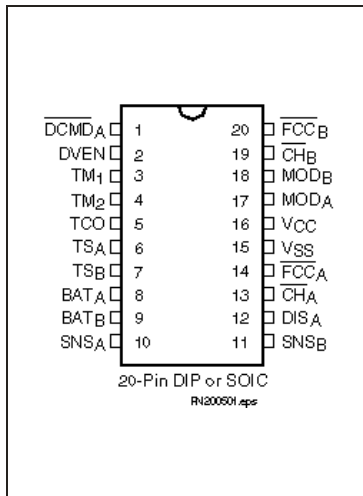 DCMDA 1 20 FCCB
DVEN 2 19 CHB
TM1 3 18 MODB
TM2 4 17 MODA
TCO 5 16 VCC
TSA 6 15 VSS
TSB 7 14 FCCA
BATA 8 13 CHA
BATB 9 12 DISA
SNSA 10 11 SNSB
20-Pin DIP or SOIC
PN200501.eps